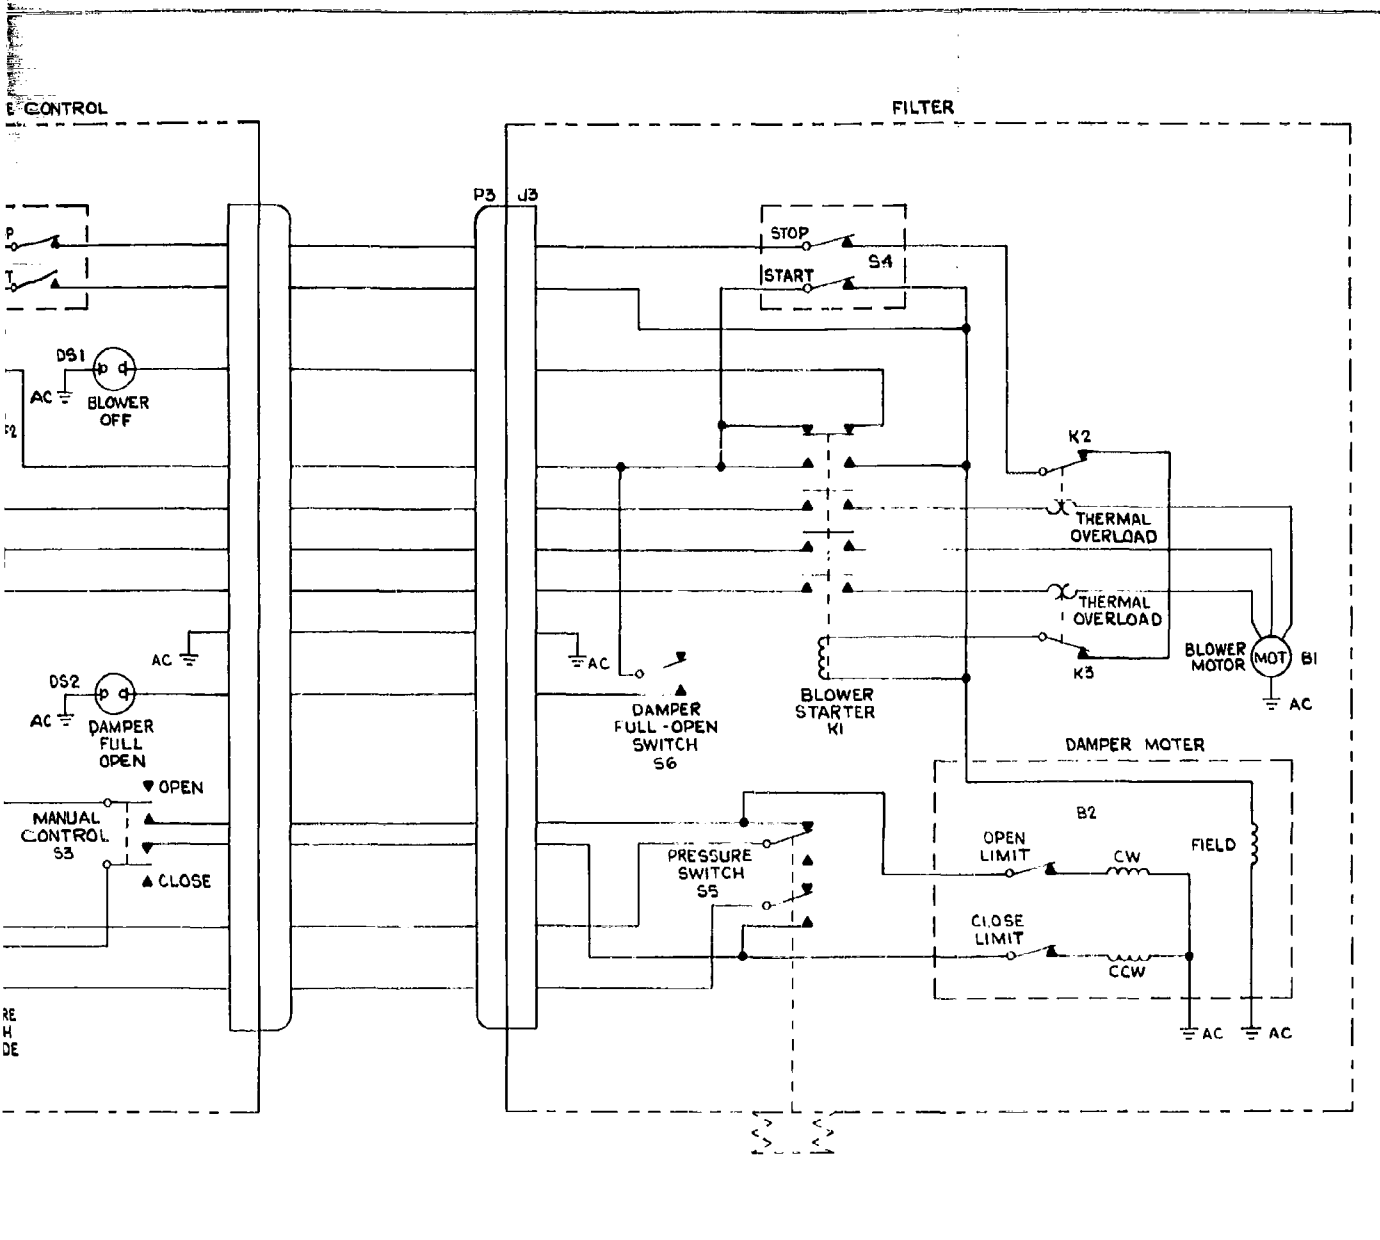 E CONTROL
FILTER
P3 J3
P
STOP
S4
T
START
DS1
AC
BLOWER
OFF
K2
THERMAL
OVERLOAD
THERMAL
OVERLOAD
K3
BLOWER
MOTOR
MOT
B1
AC
AC
AC
DS2
AC
DAMPER
FULL
OPEN
DAMPER
FULL-OPEN
SWITCH
S6
BLOWER
STARTER
K1
DAMPER MOTER
OPEN
MANUAL
CONTROL
S3
CLOSE
PRESSURE
SWITCH
S5
B2
OPEN
LIMIT
CW
FIELD
CLOSE
LIMIT
CCW
AC
AC
RE
H
DE